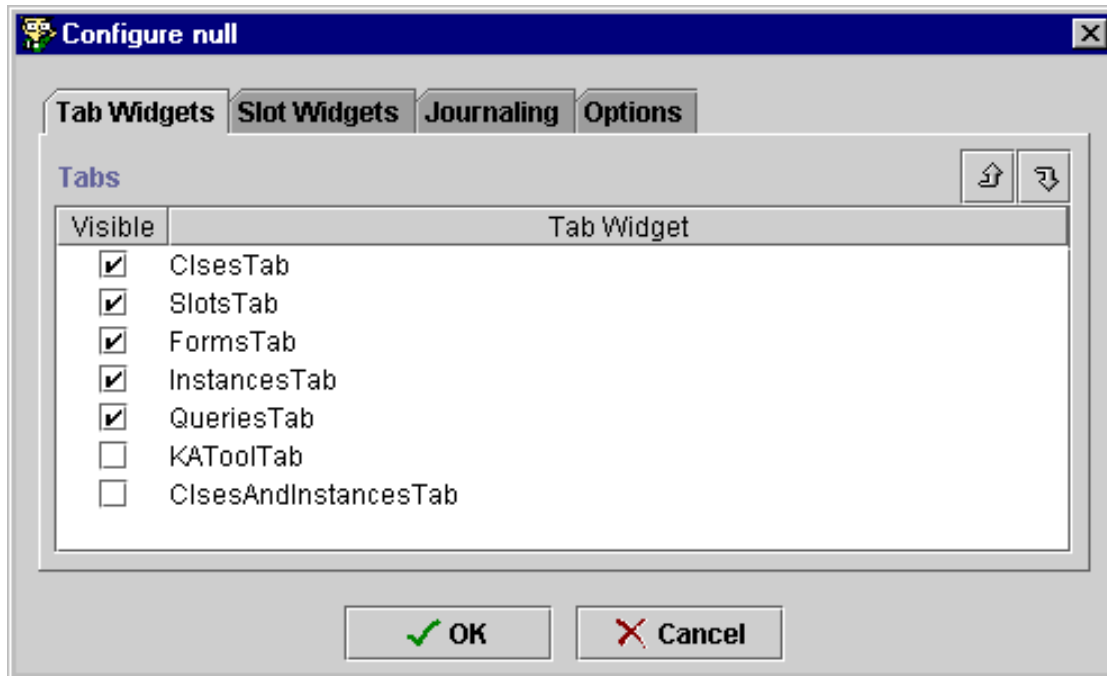 Configure null
Tab Widgets Slot Widgets Journaling Options
Tabs
Visible Tab Widget
ClsesTab
SlotsTab
FormsTab
InstancesTab
QueriesTab
KAToolTab
ClsesAndInstancesTab
OK Cancel